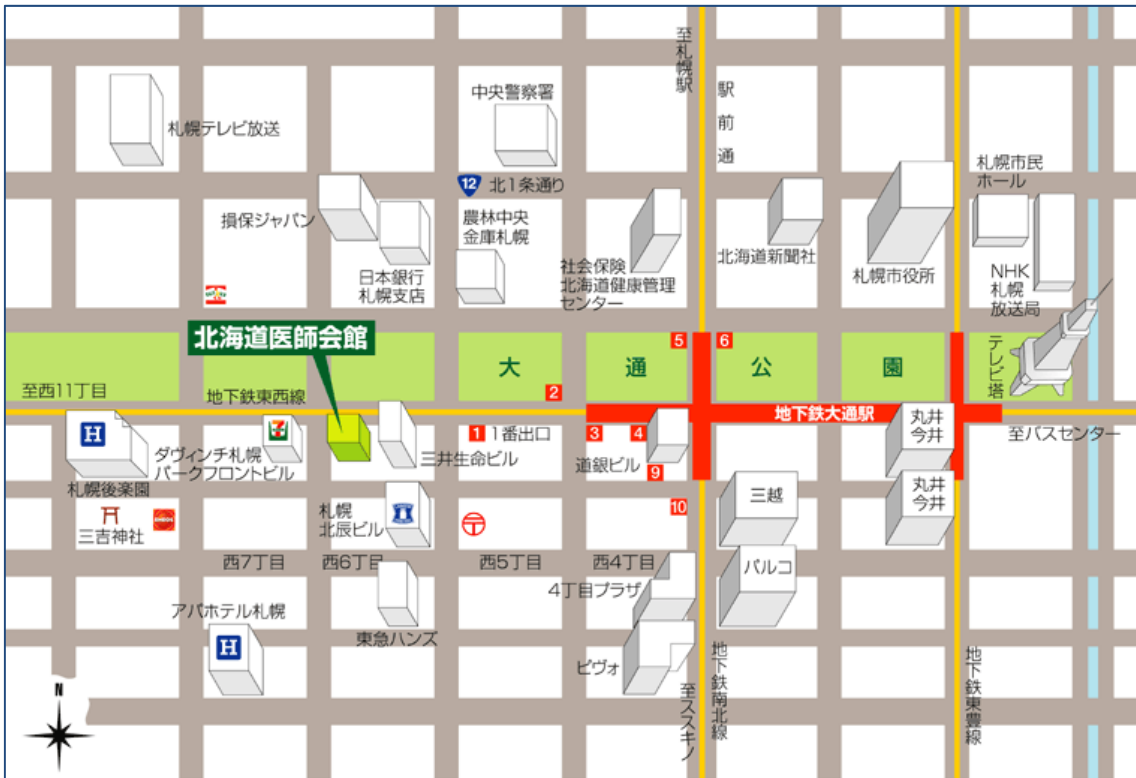 至札幌駅
駅前通
中央警察署
札幌テレビ放送
12
北1条通り
札幌市民
ホール
損保ジャパン
農林中央
金庫札幌
日本銀行
札幌支店
社会保険
北海道健康管理
センター
北海道新聞社
札幌市役所
NHK
札幌
放送局
北海道医師会館
大通公園
5
6
2
テレビ塔
至西11丁目
地下鉄東西線
地下鉄大通駅
丸井
今井
至バスセンター
H
7
1
1番出口
3
4
ダヴィンチ札幌
パークフロントビル
三井生命ビル
道銀ビル
9
札幌後楽園
三吉神社
札幌
北辰ビル
10
三越
丸井
今井
西7丁目
西6丁目
西5丁目
西4丁目
4丁目プラザ
パルコ
アパホテル札幌
H
東急ハンズ
ピヴォ
至ススキノ
地下鉄南北線
地下鉄東豊線
N